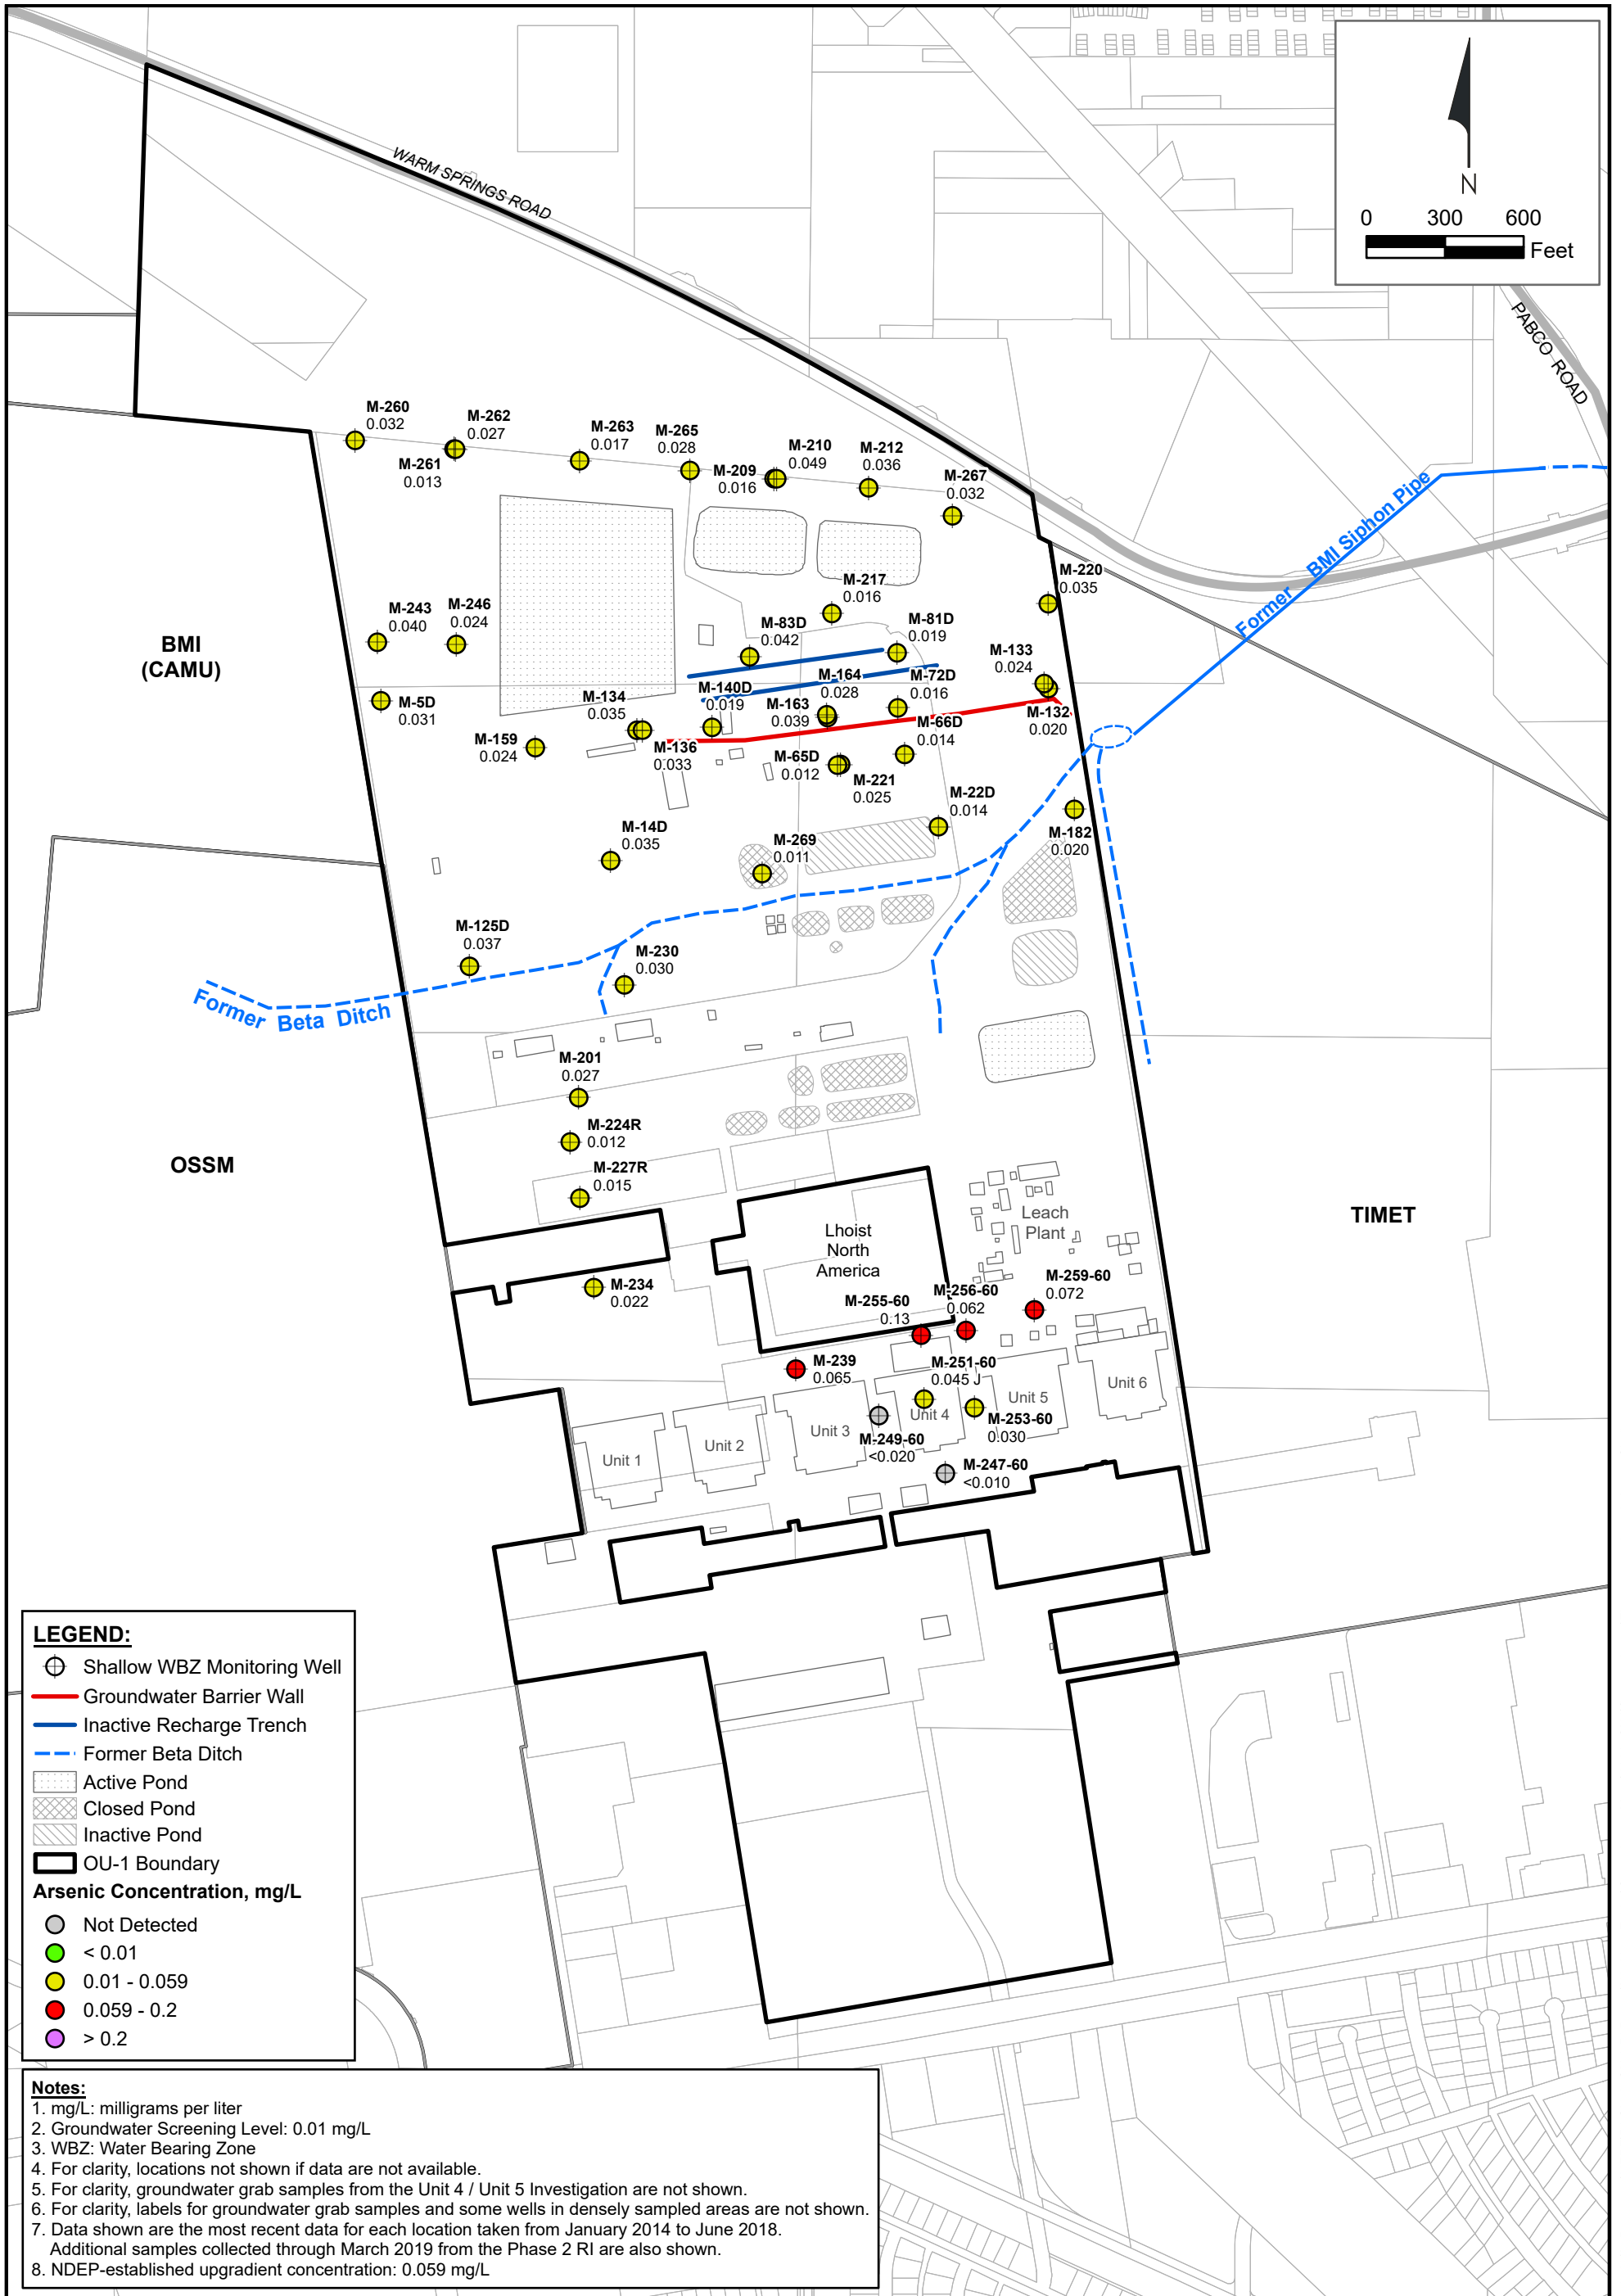 WARM SPRINGS ROAD
N
0 300 600
Feet
PABCO ROAD
M-260
0.032
M-262
0.027
M-261
0.013
M-263
0.017
M-265
0.028
M-209
0.016
M-210
0.049
M-212
0.036
M-267
0.032
Former BMI Siphon Pipe
M-220
0.035
M-217
0.016
M-243
0.040
M-246
0.024
M-83D
0.042
M-81D
0.019
BMI
(CAMU)
M-133
0.024
M-164
0.028
M-72D
0.016
M-140D
0.019
M-134
0.035
M-5D
0.031
M-163
0.039
M-132
0.020
M-66D
0.014
M-159
0.024
M-136
0.033
M-65D
0.012
M-221
0.025
M-22D
0.014
M-14D
0.035
M-269
0.011
M-182
0.020
M-125D
0.037
M-230
0.030
Former Beta Ditch
M-201
0.027
M-224R
0.012
OSSM
M-227R
0.015
TIMET
Leach
Plant
Lhoist
North
America
M-234
0.022
M-259-60
0.072
M-256-60
0.062
M-255-60
0.13
M-239
0.065
M-251-60
0.045 J
Unit 6
Unit 5
Unit 4
M-253-60
0.030
Unit 3
M-249-60
<0.020
Unit 2
Unit 1
M-247-60
<0.010
LEGEND:
Shallow WBZ Monitoring Well
Groundwater Barrier Wall
Inactive Recharge Trench
Former Beta Ditch
Active Pond
Closed Pond
Inactive Pond
OU-1 Boundary
Arsenic Concentration, mg/L
Not Detected
< 0.01
0.01 - 0.059
0.059 - 0.2
> 0.2
Notes:
1. mg/L: milligrams per liter
2. Groundwater Screening Level: 0.01 mg/L
3. WBZ: Water Bearing Zone
4. For clarity, locations not shown if data are not available.
5. For clarity, groundwater grab samples from the Unit 4 / Unit 5 Investigation are not shown.
6. For clarity, labels for groundwater grab samples and some wells in densely sampled areas are not shown.
7. Data shown are the most recent data for each location taken from January 2014 to June 2018.
Additional samples collected through March 2019 from the Phase 2 RI are also shown.
8. NDEP-established upgradient concentration: 0.059 mg/L